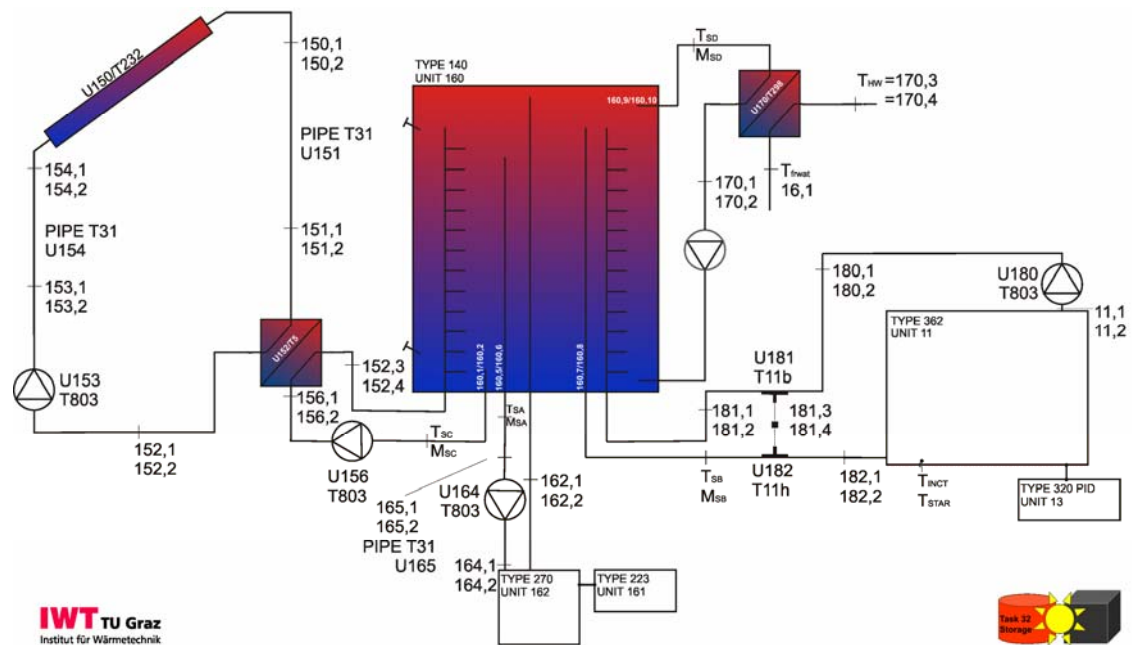 U150/T232
150,1
150,2
154,1
154,2
PIPE T31
U151
PIPE T31
U154
153,1
153,2
151,1
151,2
U152/T5
U153
T803
152,1
152,2
152,3
152,4
156,1
156,2
U156
T803
TSC
MSC
TYPE 140
UNIT 160
160,9/160,10
160,1/160,2
160,5/160,6
160,7/160,8
TSD
MSD
U170/T298
THW =170,3
=170,4
Tfrwat
16,1
170,1
170,2
180,1
180,2
U180
T803
11,1
11,2
TYPE 362
UNIT 11
U181
T11b
181,1
181,2
181,3
181,4
U182
T11h
TSB
MSB
182,1
182,2
TINCT
TSTAR
TYPE 320 PID
UNIT 13
TSA
MSA
165,1
165,2
PIPE T31
U165
U164
T803
162,1
162,2
164,1
164,2
TYPE 270
UNIT 162
TYPE 223
UNIT 161
IWT TU Graz
Institut für Wärmetechnik
Task 32
Storage